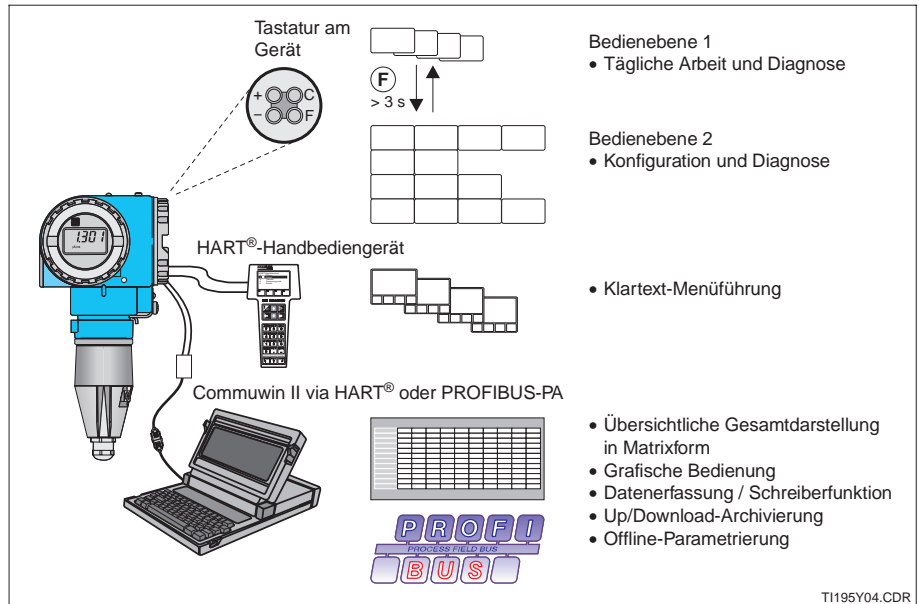 Tastatur am
Gerät
+ C
– F
F
> 3 s
Bedienebene 1
• Tägliche Arbeit und Diagnose
Bedienebene 2
• Konfiguration und Diagnose
1.301
HART®-Handbediengerät
• Klartext-Menüführung
Commuwin II via HART® oder PROFIBUS-PA
• Übersichtliche Gesamtdarstellung
in Matrixform
• Grafische Bedienung
• Datenerfassung / Schreiberfunktion
• Up/Download-Archivierung
• Offline-Parametrierung
PROFI
PROCESS FIELD BUS
BUS
TI195Y04.CDR